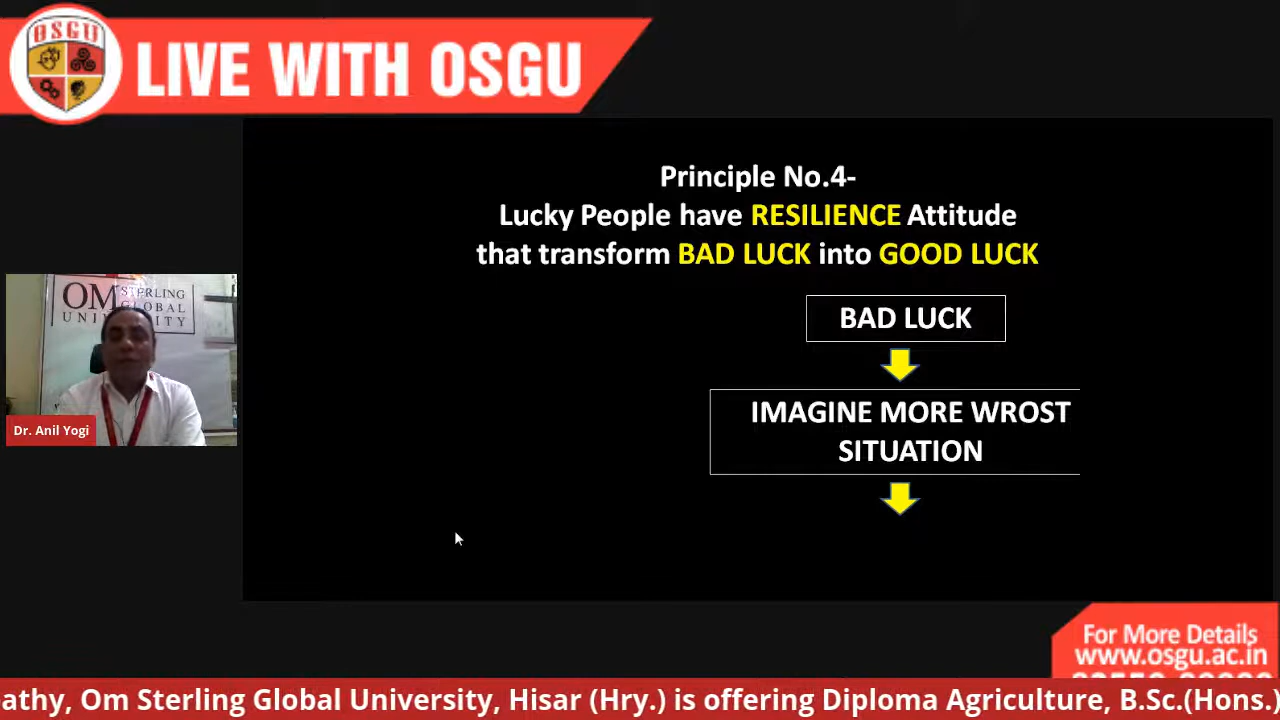 OSGU
LIVE WITH OSGU
Principle No.4-
Lucky People have RESILIENCE Attitude
that transform BAD LUCK into GOOD LUCK
BAD LUCK
IMAGINE MORE WROST
SITUATION
OM STERLING
GLOBAL
UNIVERSITY
Dr. Anil Yogi
For More Details
www.osgu.ac.in
athy, Om Sterling Global University, Hisar (Hry.) is offering Diploma Agriculture, B.Sc.(Hons.)